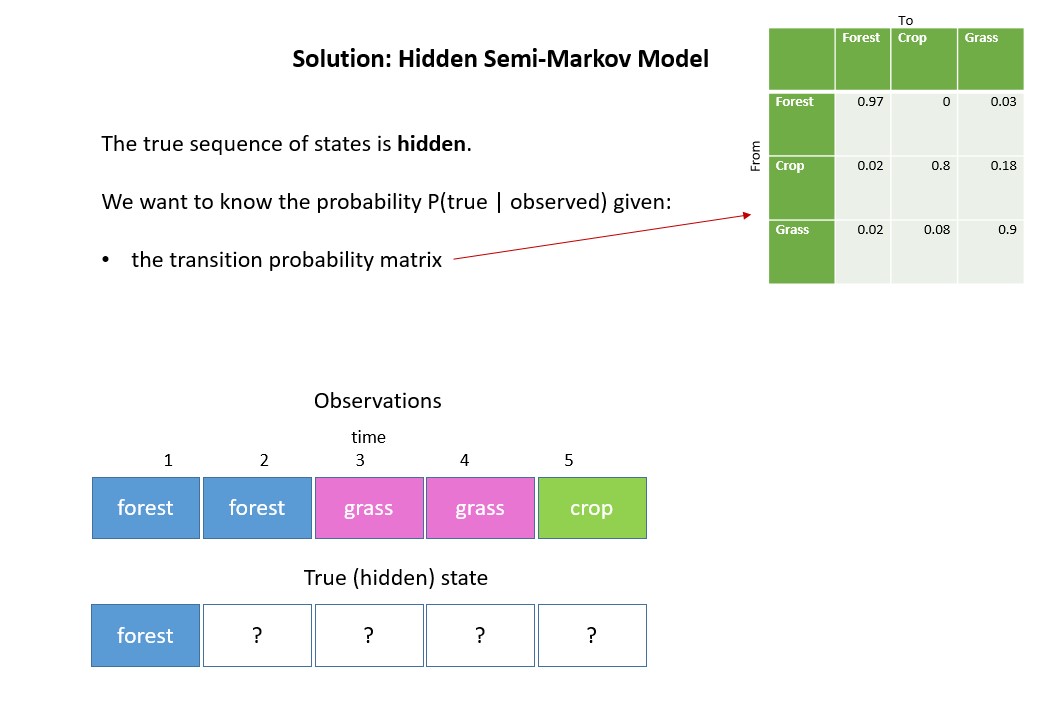 Solution: Hidden Semi-Markov Model
The true sequence of states is hidden.
We want to know the probability P(true | observed) given:
• the transition probability matrix
To
Forest Crop Grass
From
Forest 0.97 0 0.03
Crop 0.02 0.8 0.18
Grass 0.02 0.08 0.9
Observations
time
1 2 3 4 5
forest forest grass grass crop
True (hidden) state
forest ? ? ? ?